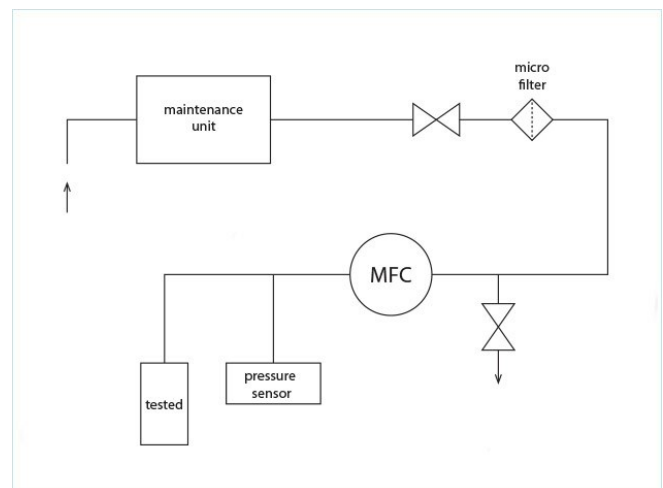 micro
filter
maintenance
unit
MFC
pressure
sensor
tested